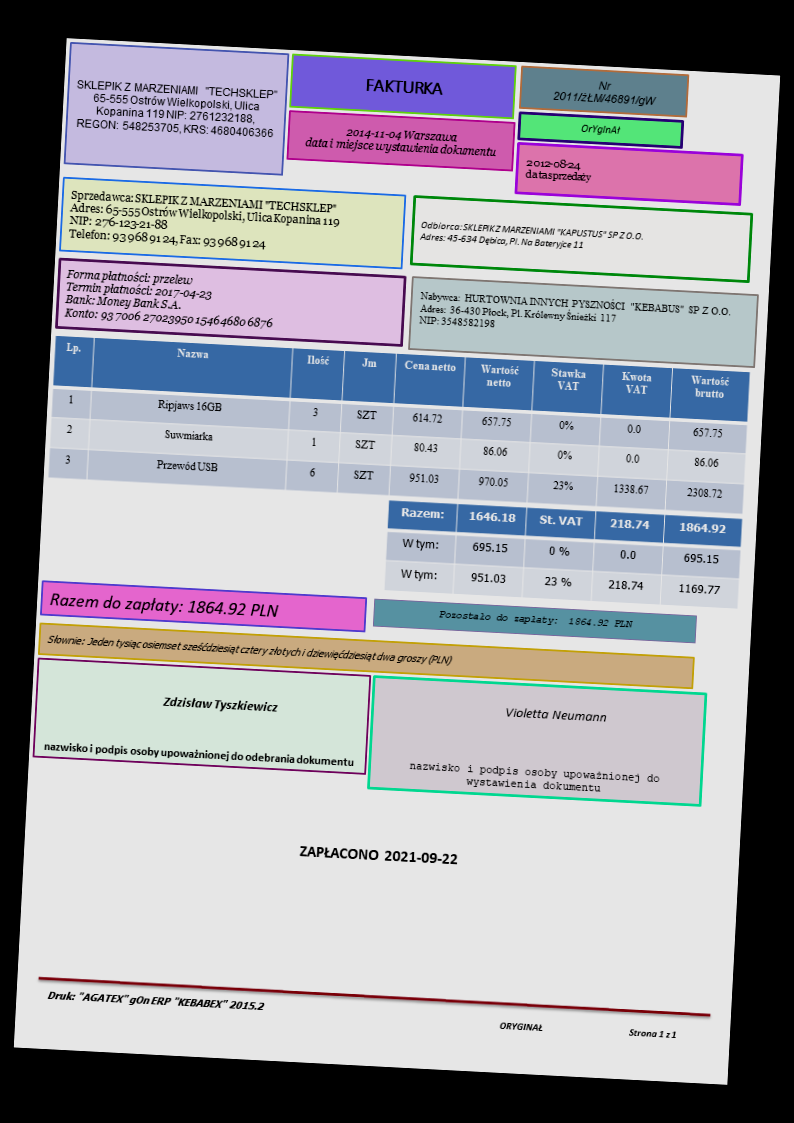 SKLEPIK Z MARZENIAMI "TECHSKLEP"
65-555 Ostrów Wielkopolski, Ulica
Kopanina 119 NIP: 2761232188,
REGON: 548253705, KRS: 4680406366
FAKTURKA
2014-11-04 Warszawa
data i miejsce wystawienia dokumentu
Nr
2011/żŁM/46891/gW
OrYgInAł
2012-08-24
data sprzedaży
Sprzedawca: SKLEPIK Z MARZENIAMI "TECHSKLEP"
Adres: 65-555 Ostrów Wielkopolski, Ulica Kopanina 119
NIP: 276-123-21-88
Telefon: 93 968 91 24, Fax: 93 968 91 24
Odbiorca: SKLEPIK Z MARZENIAMI "KAPUSTUS" SP Z O.O.
Adres: 45-634 Dębica, Pl. Na Bateryjce 11
Forma płatności: przelew
Termin płatności: 2017-04-23
Bank: Money Bank S.A.
Konto: 93 7006 2702 3950 1546 4680 6876
Nabywca: HURTOWNIA INNYCH PYSZNOŚCI "KEBABUS" SP Z O.O.
Adres: 36-430 Płock, Pl. Królewny Śnieżki 117
NIP: 3548582198
Lp. Nazwa Ilość Jm Cena netto Wartość netto Stawka VAT Kwota VAT Wartość brutto
1 Ripjaws 16GB 3 SZT 614.72 657.75 0% 0.0 657.75
2 Suwmiarka 1 SZT 80.43 86.06 0% 0.0 86.06
3 Przewód USB 6 SZT 951.03 970.05 23% 1338.67 2308.72
Razem: 1646.18 St. VAT 218.74 1864.92
W tym: 695.15 0 % 0.0 695.15
W tym: 951.03 23 % 218.74 1169.77
Razem do zapłaty: 1864.92 PLN
Pozostało do zapłaty: 1864.92 PLN
Słownie: Jeden tysiąc osiemset sześćdziesiąt cztery złotych i dziewięćdziesiąt dwa groszy (PLN)
Zdzisław Tyszkiewicz
nazwisko i podpis osoby upoważnionej do odebrania dokumentu
Violetta Neumann
nazwisko i podpis osoby upoważnionej do
wystawienia dokumentu
ZAPŁACONO 2021-09-22
Druk: "AGATEX" gOn ERP "KEBABEX" 2015.2
ORYGINAŁ
Strona 1 z 1